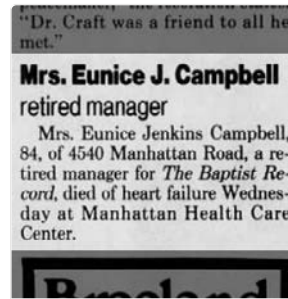 "Dr. Craft was a friend to all he
met."
Mrs. Eunice J. Campbell
retired manager
Mrs. Eunice Jenkins Campbell,
84, of 4540 Manhattan Road, a re-
tired manager for The Baptist Re-
cord, died of heart failure Wednes-
day at Manhattan Health Care
Center.